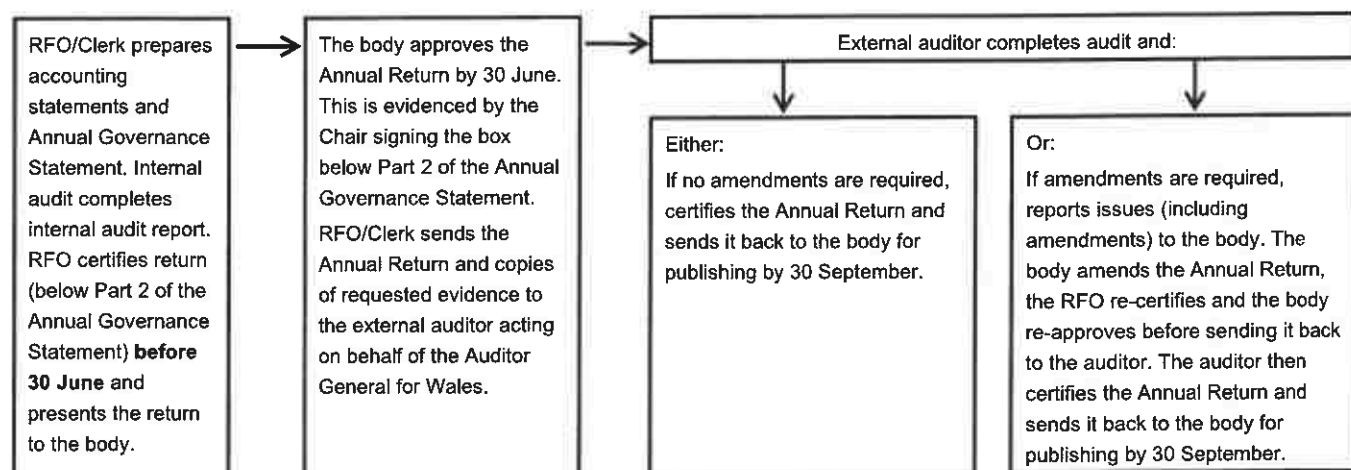 RFO/Clerk prepares
accounting
statements and
Annual Governance
Statement. Internal
audit completes
internal audit report.
RFO certifies return
(below Part 2 of the
Annual Governance
Statement) before
30 June and
presents the return
to the body.
The body approves the
Annual Return by 30 June.
This is evidenced by the
Chair signing the box
below Part 2 of the Annual
Governance Statement.
RFO/Clerk sends the
Annual Return and copies
of requested evidence to
the external auditor acting
on behalf of the Auditor
General for Wales.
External auditor completes audit and:
Either:
If no amendments are required,
certifies the Annual Return and
sends it back to the body for
publishing by 30 September.
Or:
If amendments are required,
reports issues (including
amendments) to the body. The
body amends the Annual Return,
the RFO re-certifies and the body
re-approves before sending it back
to the auditor. The auditor then
certifies the Annual Return and
sends it back to the body for
publishing by 30 September.